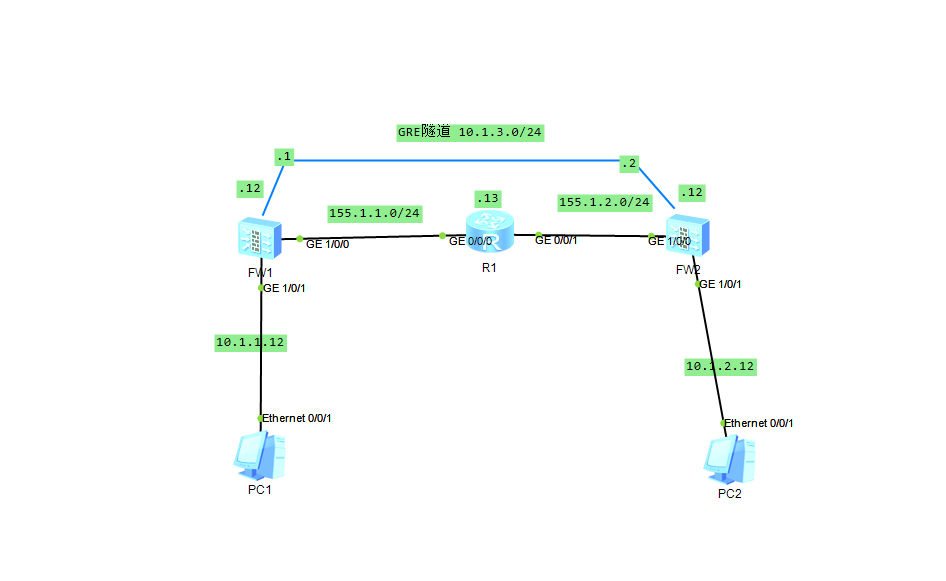 GRE隧道 10.1.3.0/24
.1
.2
.12
.12
.13
155.1.1.0/24
155.1.2.0/24
GE 1/0/0
GE 0/0/0
GE 0/0/1
GE 1/0/0
R
FW1
R1
FW2
GE 1/0/1
GE 1/0/1
10.1.1.12
10.1.2.12
Ethernet 0/0/1
Ethernet 0/0/1
PC1
PC2